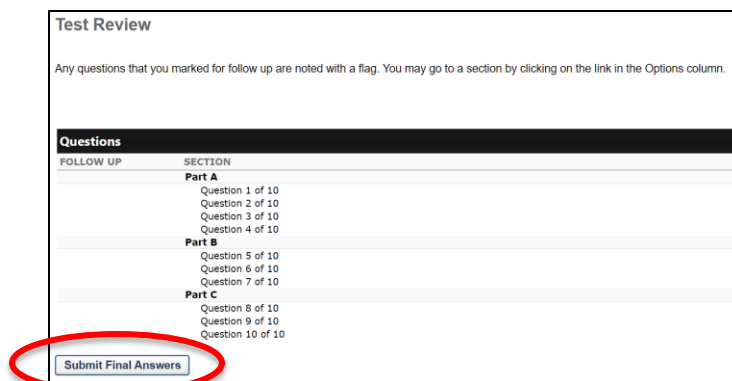 Test Review
Any questions that you marked for follow up are noted with a flag. You may go to a section by clicking on the link in the Options column.
Questions
FOLLOW UP SECTION
Part A
Question 1 of 10
Question 2 of 10
Question 3 of 10
Question 4 of 10
Part B
Question 5 of 10
Question 6 of 10
Question 7 of 10
Part C
Question 8 of 10
Question 9 of 10
Question 10 of 10
Submit Final Answers